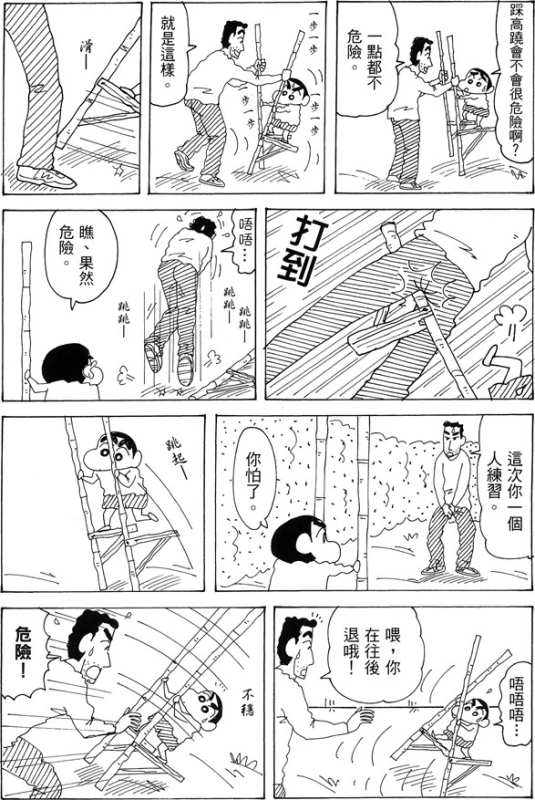 踩高蹺會不會很危險啊？
一點都不
危險。
一步一步
一步一步
就是這樣。
滑—
打到
唔唔…
跳跳—
跳跳—
瞧、果然
危險。
這次你一個
人練習。
你怕了。
跳起—
唔唔唔…
喂，你
在往後
退哦！
不穩
危險！